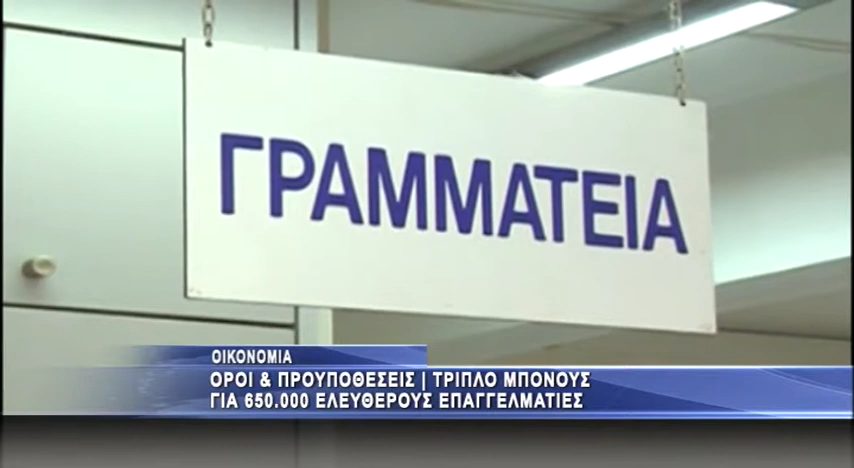 ΓΡΑΜΜΑΤΕΙΑ
ΟΙΚΟΝΟΜΙΑ
ΟΡΟΙ & ΠΡΟΥΠΟΘΕΣΕΙΣ | ΤΡΙΠΛΟ ΜΠΟΝΟΥΣ
ΓΙΑ 650.000 ΕΛΕΥΘΕΡΟΥΣ ΕΠΑΓΓΕΛΜΑΤΙΕΣ